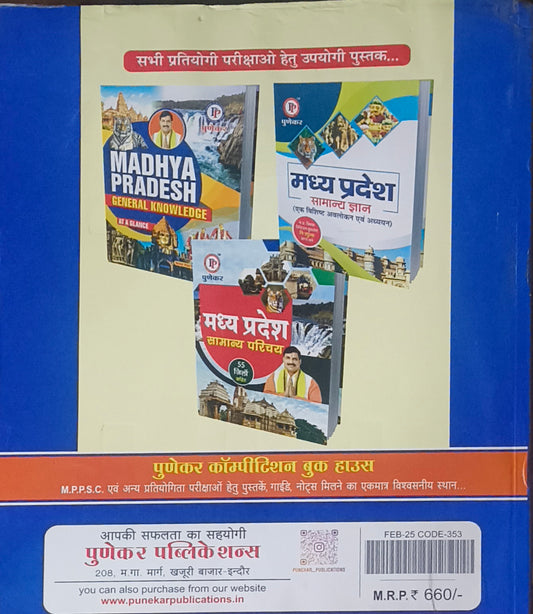 सभी प्रतियोगी परीक्षाओ हेतु उपयोगी पुस्तक...
पुणेकर
MADHYA
PRADESH
GENERAL KNOWLEDGE
AT A GLANCE
पुणेकर
मध्य प्रदेश
सामान्य ज्ञान
(एक विशिष्ट अवलोकन एवं अध्ययन)
पुणेकर
मध्य प्रदेश
सामान्य परिचय
55
जिलों
सहित
पुणेकर कॉम्पीटिशन बुक हाउस
M.P.P.S.C. एवं अन्य प्रतियोगिता परीक्षाओं हेतु पुस्तकें, गाईड, नोट्स मिलने का एकमात्र विश्वसनीय स्थान...
आपकी सफलता का सहयोगी
पुणेकर पब्लिकेशन्स
208, म.गा. मार्ग, खजूरी बाजार-इन्दौर
you can also purchase from our website
www.punekarpublications.in
PUNEKAR_PUBLICATIONS
FEB-25 CODE-353
M.R.P. ₹ 660/-